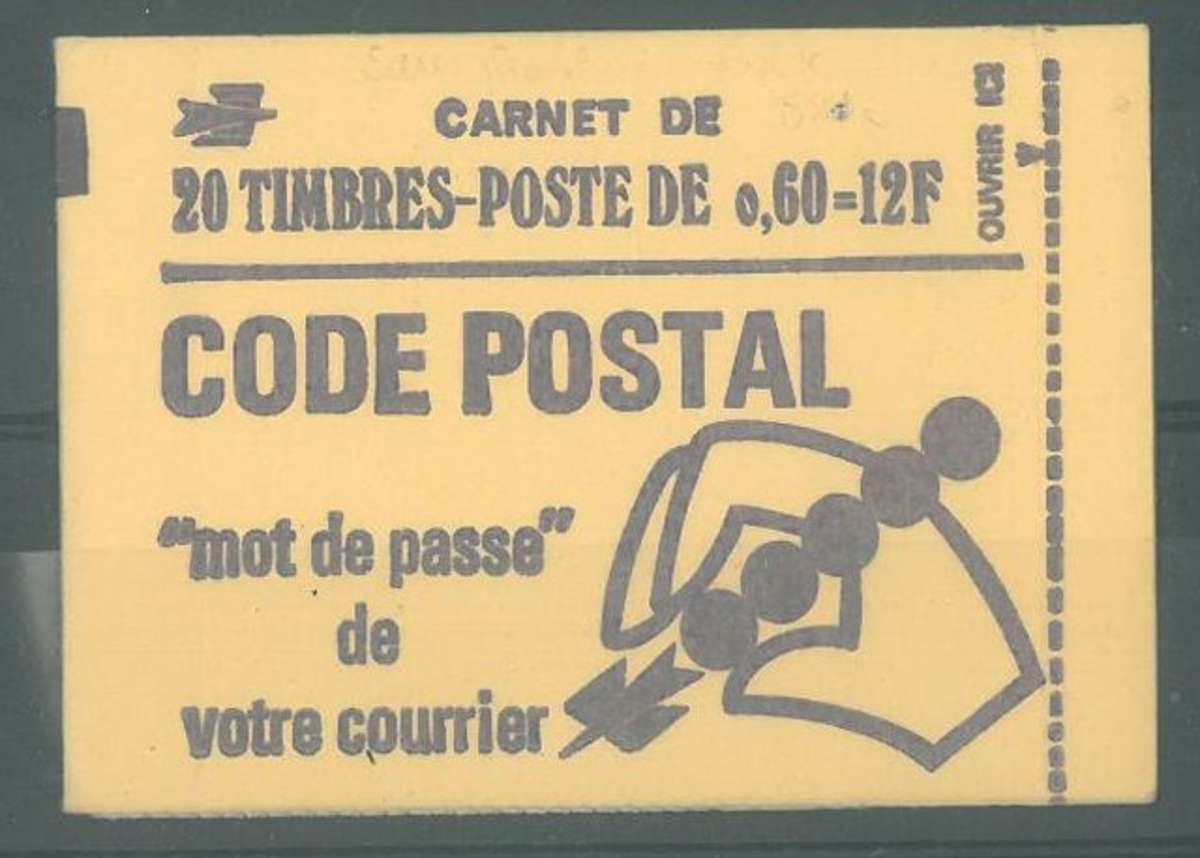 CARNET DE
20 TIMBRES-POSTE DE 0,60=12F
OUVRIR ICI
CODE POSTAL
"mot de passe"
de
votre courrier